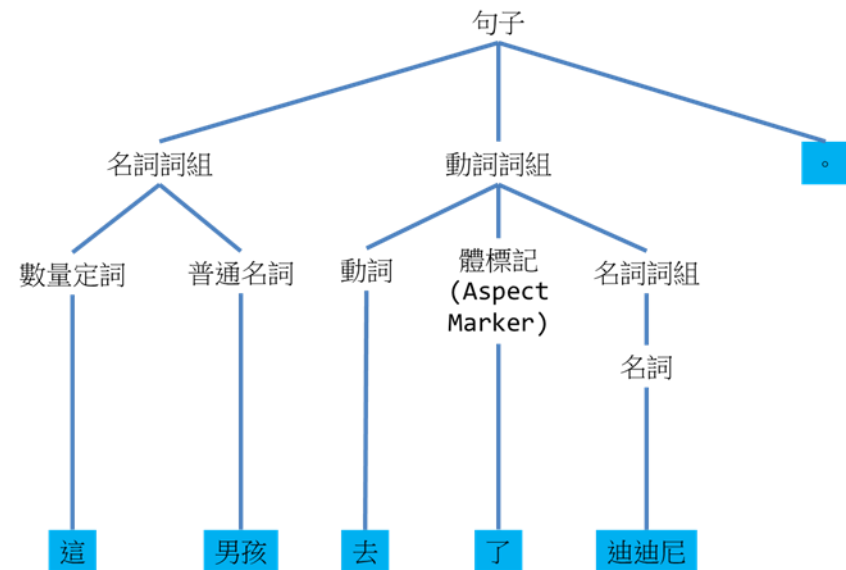 句子
名詞詞組
動詞詞組
。
數量定詞
普通名詞
動詞
體標記
(Aspect
Marker)
名詞詞組
名詞
這
男孩
去
了
迪迪尼